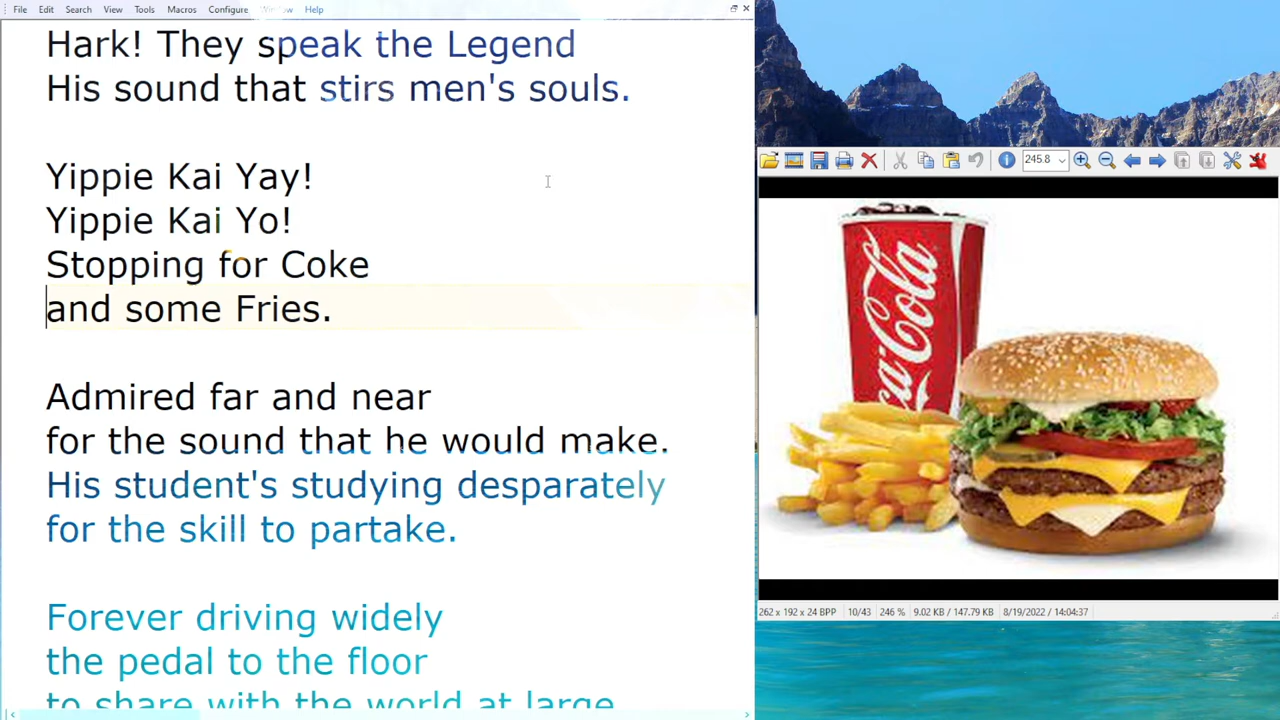 File Edit Search View Tools Macros Configure Window Help
Hark! They speak the Legend
His sound that stirs men's souls.
Yippie Kai Yay!
Yippie Kai Yo!
Stopping for Coke
and some Fries.
Admired far and near
for the sound that he would make.
His student's studying desparately
for the skill to partake.
Forever driving widely
the pedal to the floor
to share with the world at large
245.8
ca-Cola
262 x 192 x 24 BPP 10/43 246 % 9.02 KB / 147.79 KB 8/19/2022 / 14:04:37